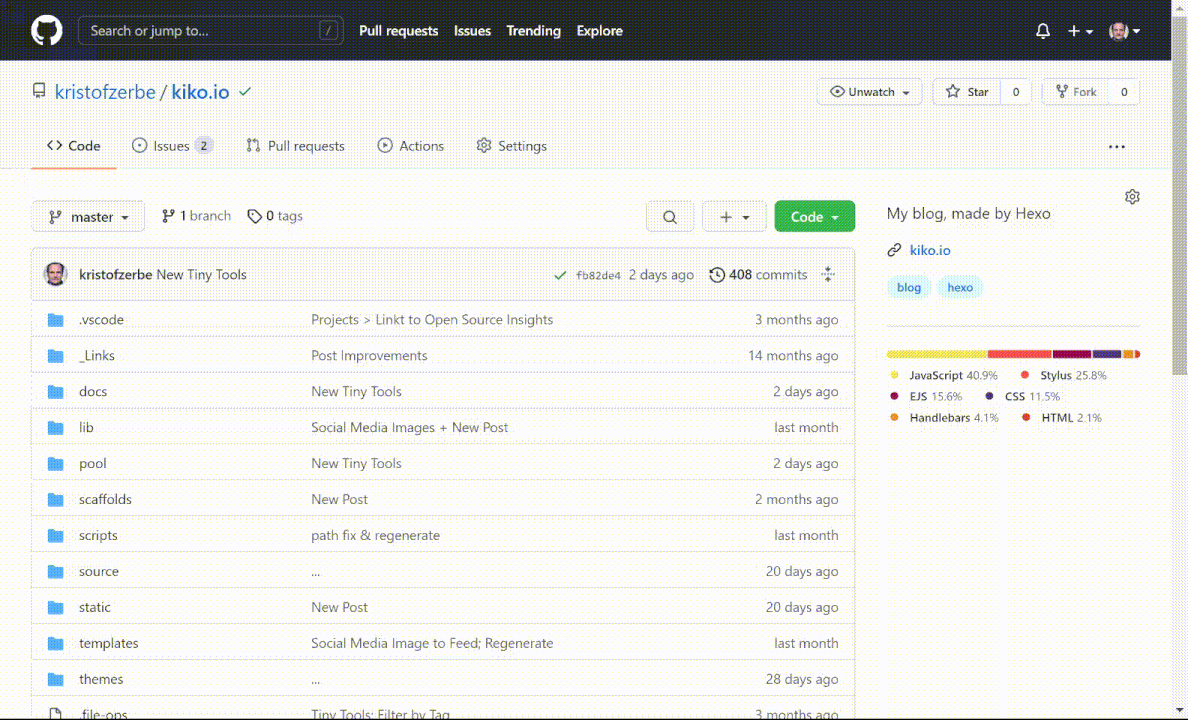 Search or jump to... / Pull requests Issues Trending Explore
kristofzerbe / kiko.io Unwatch Star 0 Fork 0
Code Issues 2 Pull requests Actions Settings ...
master 1 branch 0 tags + Code
My blog, made by Hexo
kiko.io
blog hexo
kristofzerbe New Tiny Tools fb82de4 2 days ago 408 commits
.vscode Projects > Linkt to Open Source Insights 3 months ago
_Links Post Improvements 14 months ago
docs New Tiny Tools 2 days ago
lib Social Media Images + New Post last month
pool New Tiny Tools 2 days ago
scaffolds New Post 2 months ago
scripts path fix & regenerate last month
source ... 20 days ago
static New Post 20 days ago
templates Social Media Image to Feed; Regenerate last month
themes ... 28 days ago
.file-ops Tiny Tools: Filter by Tag 3 months ago
JavaScript 40.9% Stylus 25.8%
EJS 15.6% CSS 11.5%
Handlebars 4.1% HTML 2.1%